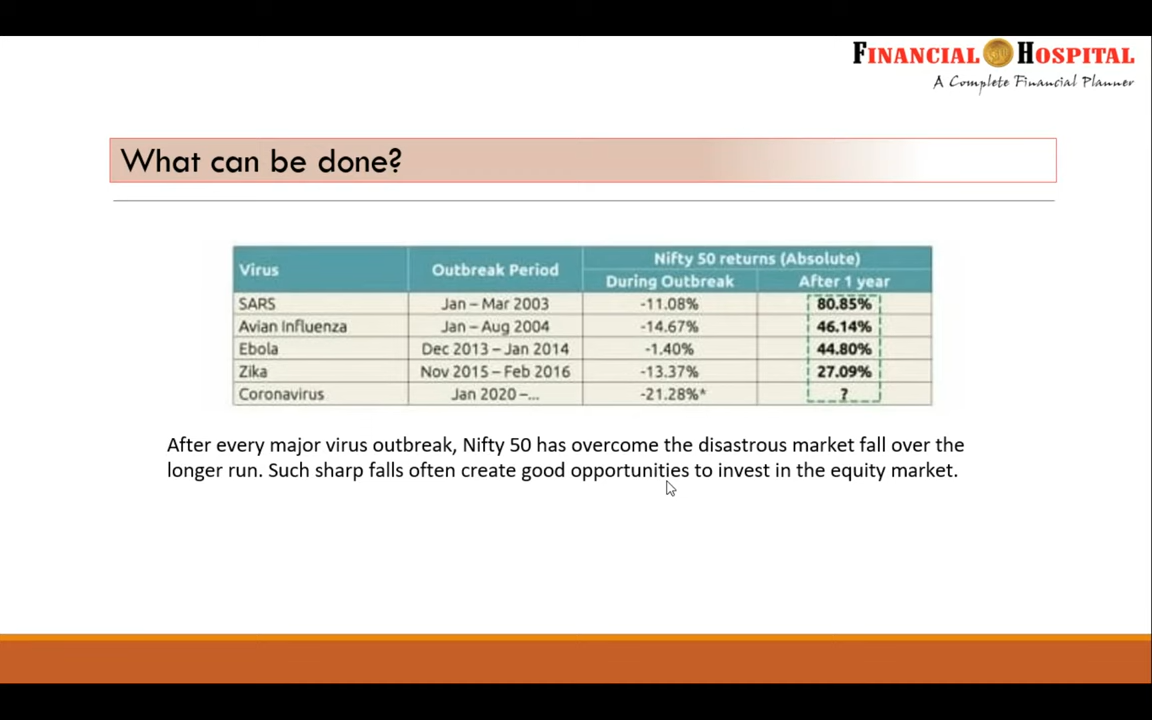 FINANCIAL HOSPITAL
A Complete Financial Planner
What can be done?
Virus Outbreak Period Nifty 50 returns (Absolute)
During Outbreak After 1 year
SARS Jan – Mar 2003 -11.08% 80.85%
Avian Influenza Jan – Aug 2004 -14.67% 46.14%
Ebola Dec 2013 – Jan 2014 -1.40% 44.80%
Zika Nov 2015 – Feb 2016 -13.37% 27.09%
Coronavirus Jan 2020 –... -21.28%* ?
After every major virus outbreak, Nifty 50 has overcome the disastrous market fall over the
longer run. Such sharp falls often create good opportunities to invest in the equity market.